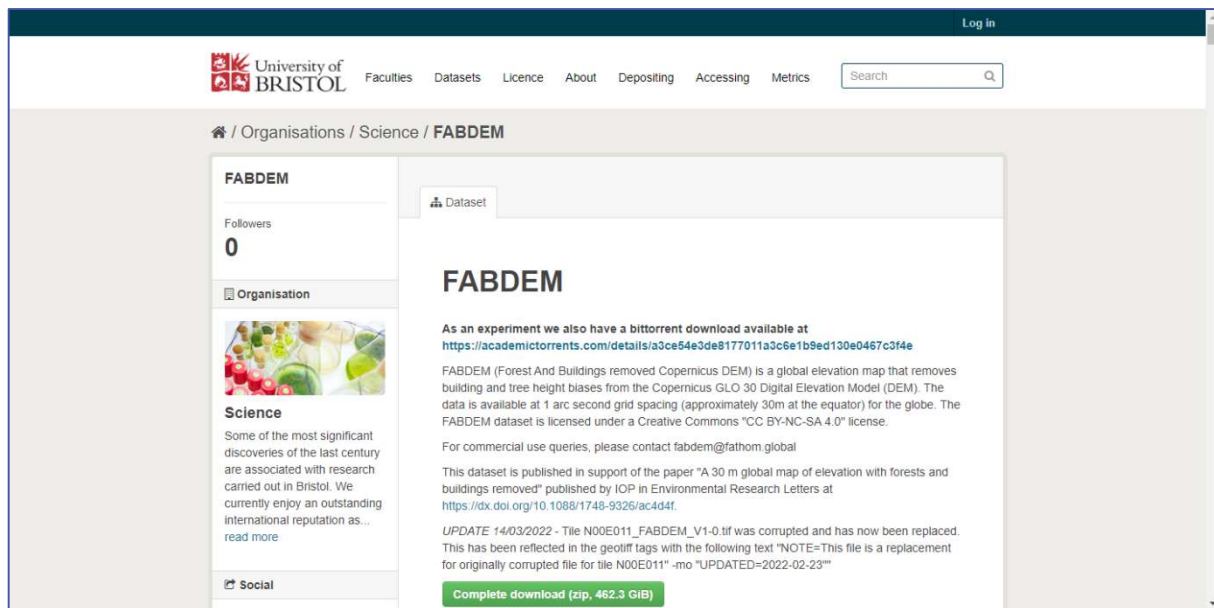 Log in
University of
BRISTOL
Faculties Datasets Licence About Depositing Accessing Metrics Search
/ Organisations / Science / FABDEM
FABDEM
Followers
0
Organisation
Science
Some of the most significant
discoveries of the last century
are associated with research
carried out in Bristol. We
currently enjoy an outstanding
international reputation as...
read more
Social
Dataset
FABDEM
As an experiment we also have a bittorrent download available at
https://academictorrents.com/details/a3ce54e3de8177011a3c6e1b9ed130e0467c3f4e
FABDEM (Forest And Buildings removed Copernicus DEM) is a global elevation map that removes
building and tree height biases from the Copernicus GLO 30 Digital Elevation Model (DEM). The
data is available at 1 arc second grid spacing (approximately 30m at the equator) for the globe. The
FABDEM dataset is licensed under a Creative Commons "CC BY-NC-SA 4.0" license.
For commercial use queries, please contact fabdem@fathom.global
This dataset is published in support of the paper "A 30 m global map of elevation with forests and
buildings removed" published by IOP in Environmental Research Letters at
https://dx.doi.org/10.1088/1748-9326/ac4d4f.
UPDATE 14/03/2022 - Tile N00E011_FABDEM_V1-0.tif was corrupted and has now been replaced.
This has been reflected in the geotiff tags with the following text "NOTE=This file is a replacement
for originally corrupted file for tile N00E011" -mo "UPDATED=2022-02-23""
Complete download (zip, 462.3 GiB)